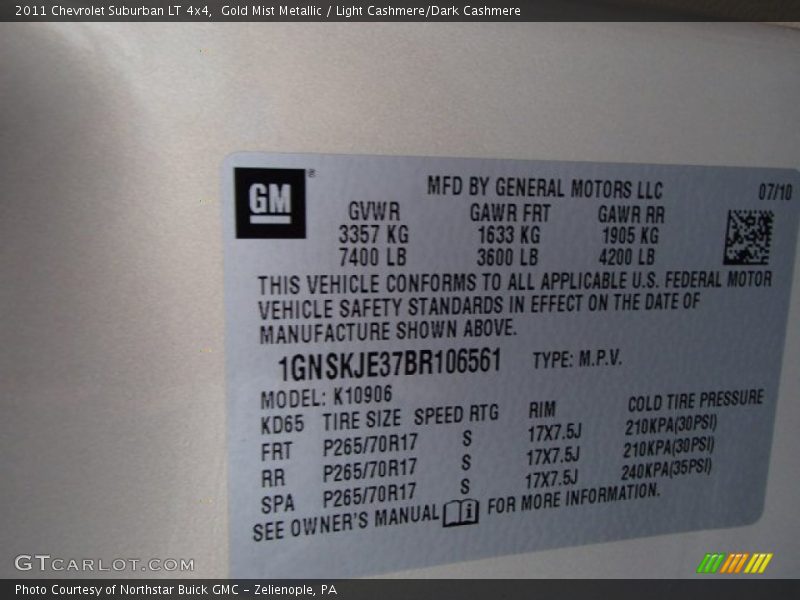 2011 Chevrolet Suburban LT 4x4, Gold Mist Metallic / Light Cashmere/Dark Cashmere
GM ®
MFD BY GENERAL MOTORS LLC 07/10
GVWR GAWR FRT GAWR RR
3357 KG 1633 KG 1905 KG
7400 LB 3600 LB 4200 LB
THIS VEHICLE CONFORMS TO ALL APPLICABLE U.S. FEDERAL MOTOR
VEHICLE SAFETY STANDARDS IN EFFECT ON THE DATE OF
MANUFACTURE SHOWN ABOVE.
1GNSKJE37BR106561 TYPE: M.P.V.
MODEL: K10906
KD65 TIRE SIZE SPEED RTG RIM COLD TIRE PRESSURE
FRT P265/70R17 S 17X7.5J 210KPA(30PSI)
RR P265/70R17 S 17X7.5J 210KPA(30PSI)
SPA P265/70R17 S 17X7.5J 240KPA(35PSI)
SEE OWNER'S MANUAL i FOR MORE INFORMATION.
GTCARLOT.COM
Photo Courtesy of Northstar Buick GMC - Zelienople, PA